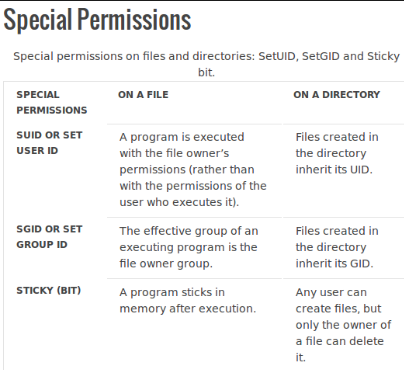 Special Permissions
Special permissions on files and directories: SetUID, SetGID and Sticky
bit.
SPECIAL
PERMISSIONS
ON A FILE
ON A DIRECTORY
SUID OR SET
USER ID
A program is executed
with the file owner's
permissions (rather than
with the permissions of the
user who executes it).
Files created in
the directory
inherit its UID.
SGID OR SET
GROUP ID
The effective group of an
executing program is the
file owner group.
Files created in
the directory
inherit its GID.
STICKY (BIT)
A program sticks in
memory after execution.
Any user can
create files, but
only the owner of
a file can delete
it.